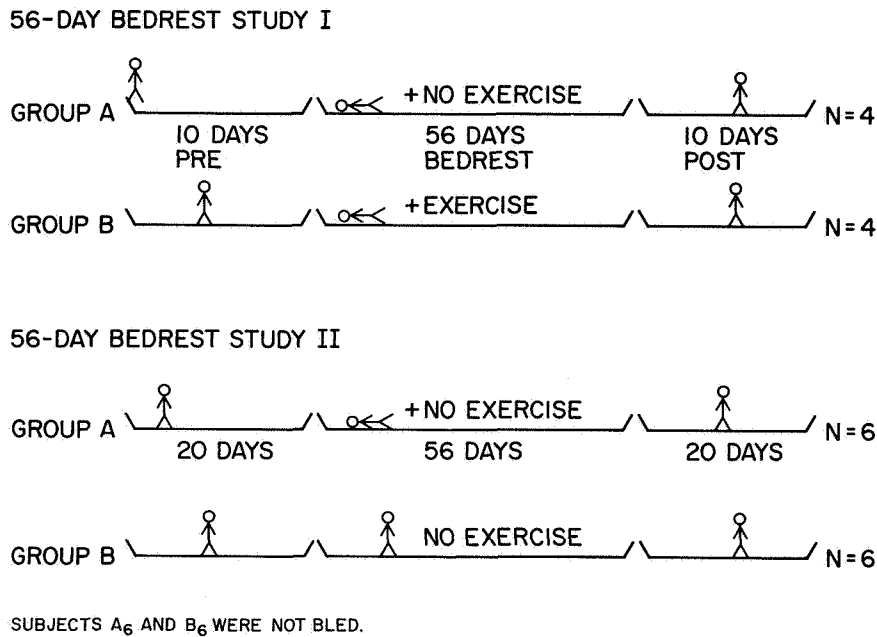 56-DAY BEDREST STUDY I
GROUP A +NO EXERCISE N=4
10 DAYS 56 DAYS 10 DAYS
PRE BEDREST POST
GROUP B +EXERCISE N=4
56-DAY BEDREST STUDY II
GROUP A +NO EXERCISE N=6
20 DAYS 56 DAYS 20 DAYS
GROUP B NO EXERCISE N=6
SUBJECTS A₆ AND B₆ WERE NOT BLED.